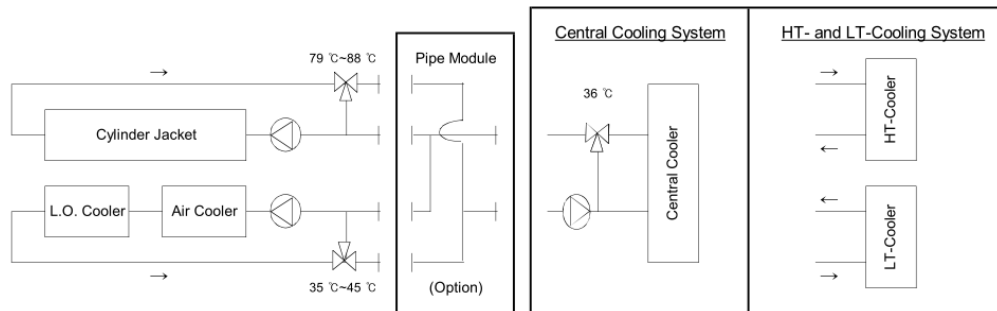 79 ℃~88 ℃
Cylinder Jacket
L.O. Cooler
Air Cooler
35 ℃~45 ℃
Pipe Module
(Option)
Central Cooling System
36 ℃
Central Cooler
HT- and LT-Cooling System
HT-Cooler
LT-Cooler